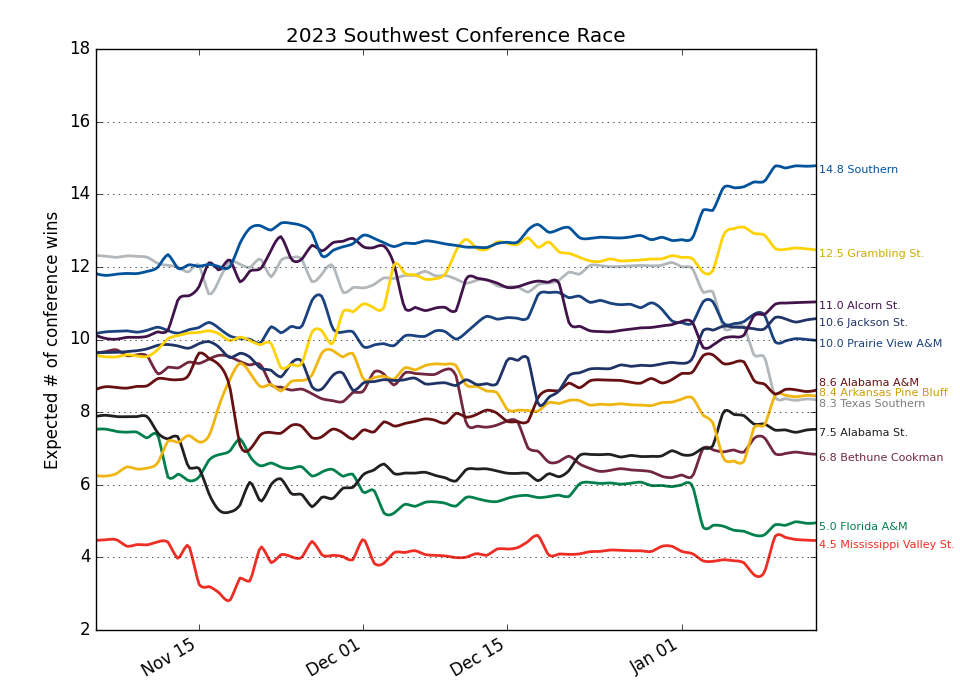 2023 Southwest Conference Race
Expected # of conference wins
18
16
14
12
10
8
6
4
2
Nov 15
Dec 01
Dec 15
Jan 01
14.8 Southern
12.5 Grambling St.
11.0 Alcorn St.
10.6 Jackson St.
10.0 Prairie View A&M
8.6 Alabama A&M
8.4 Arkansas Pine Bluff
8.3 Texas Southern
7.5 Alabama St.
6.8 Bethune Cookman
5.0 Florida A&M
4.5 Mississippi Valley St.